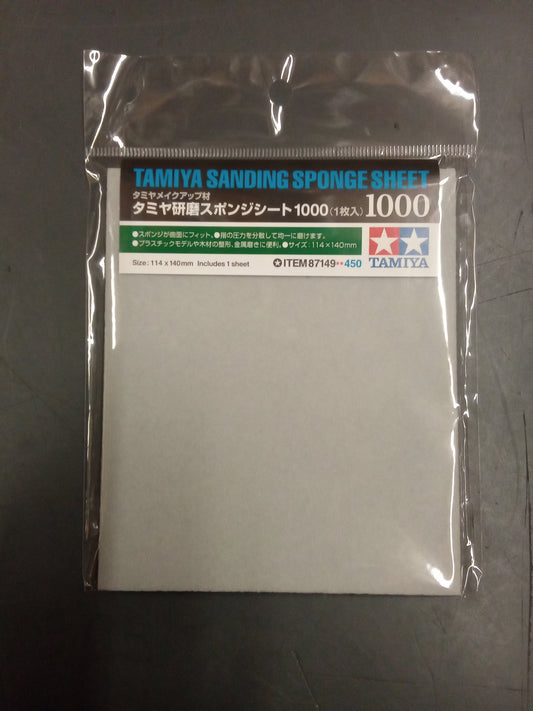 TAMIYA SANDING SPONGE SHEET
タミヤメイクアップ材
タミヤ研磨スポンジシート1000〈1枚入〉1000
●スポンジが曲面にフィット。●指の圧力を分散して均一に磨けます。
●プラスチックモデルや木材の整形、金属磨きに便利。●サイズ:114×140mm
Size: 114 x 140mm Includes 1 sheet
✪ITEM 87149**450
TAMIYA